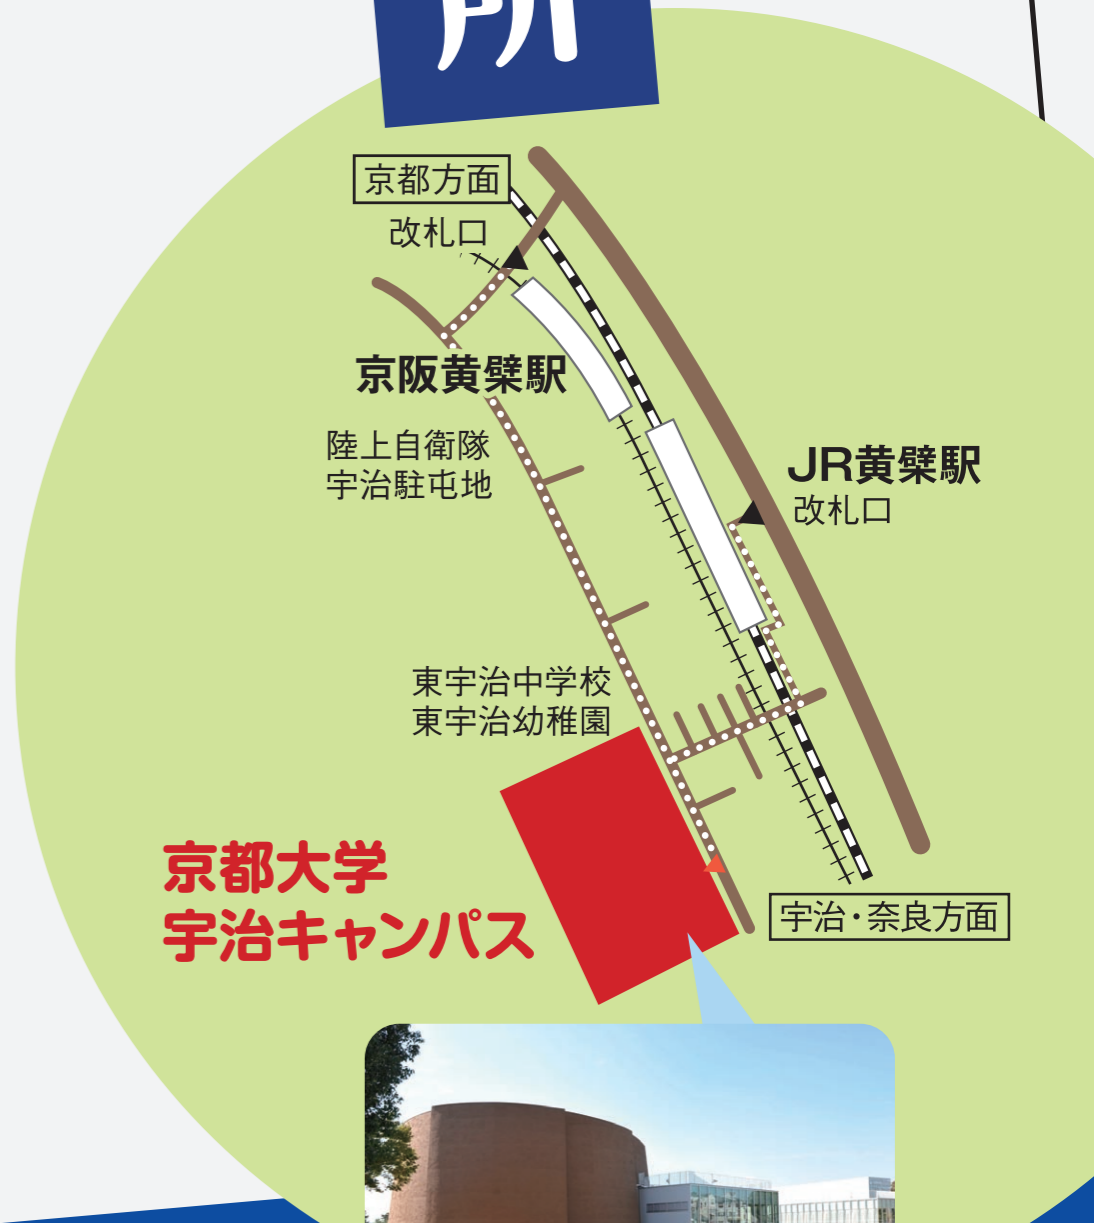 所
京都方面
改札口
京阪黄檗駅
陸上自衛隊
宇治駐屯地
JR黄檗駅
改札口
東宇治中学校
東宇治幼稚園
京都大学
宇治キャンパス
宇治・奈良方面